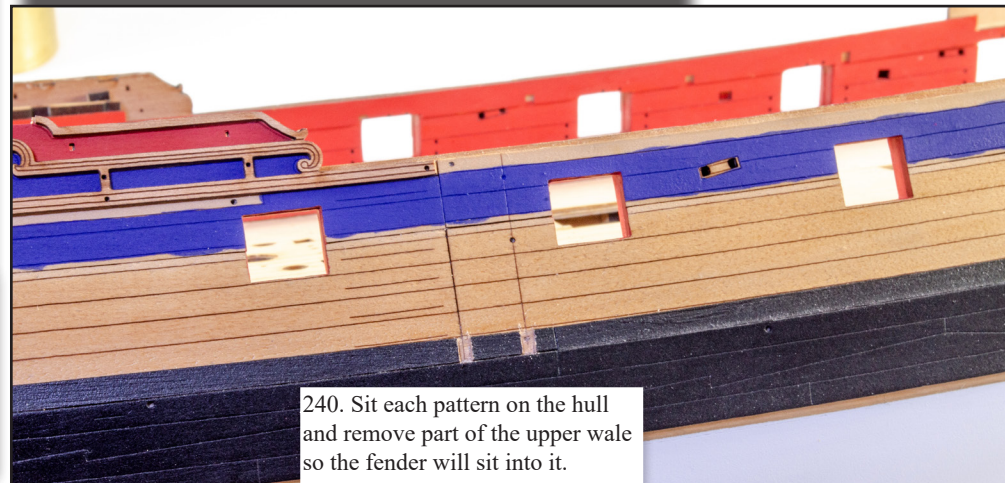 240. Sit each pattern on the hull
and remove part of the upper wale
so the fender will sit into it.